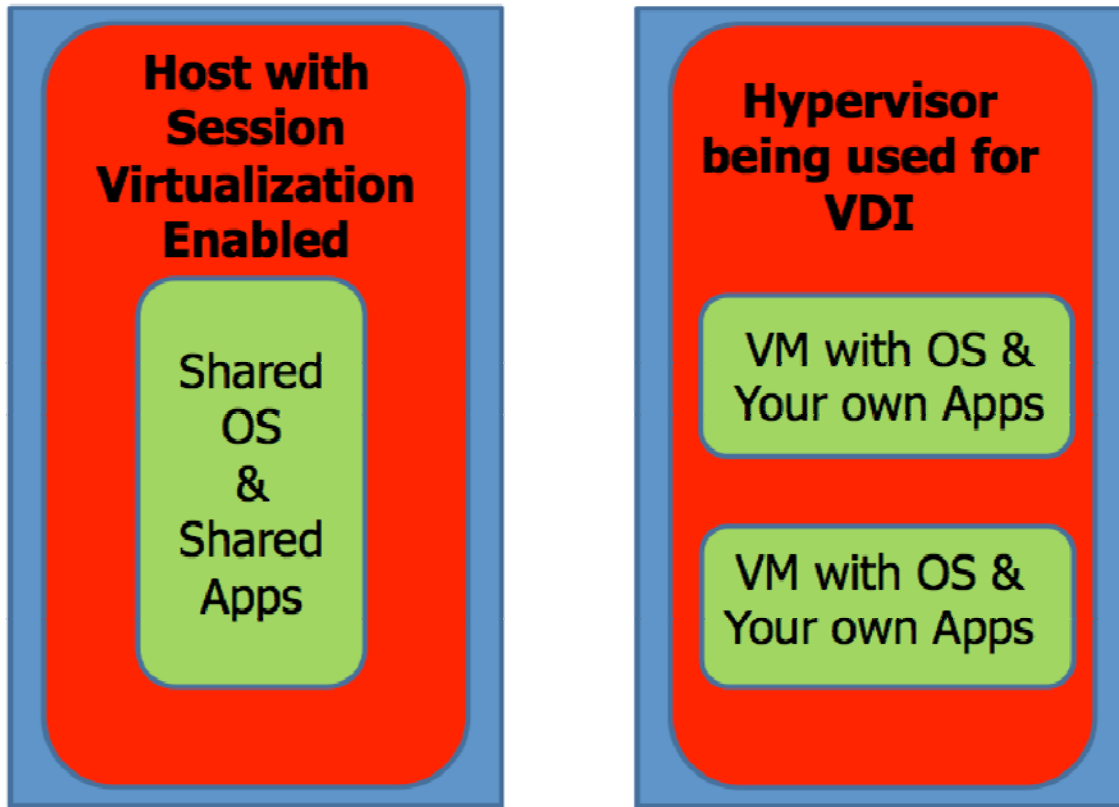 Host with
Session
Virtualization
Enabled
Shared
OS
&
Shared
Apps
Hypervisor
being used for
VDI
VM with OS &
Your own Apps
VM with OS &
Your own Apps